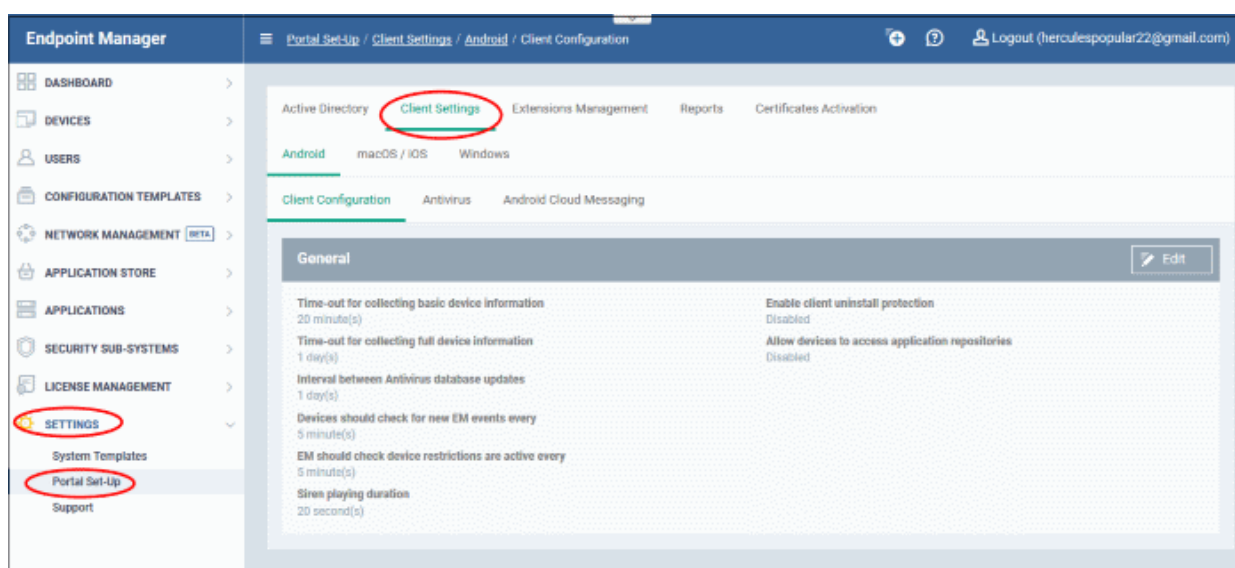 Endpoint Manager
Portal Set-Up / Client Settings / Android / Client Configuration
Logout (herculespopular22@gmail.com)
DASHBOARD
DEVICES
USERS
CONFIGURATION TEMPLATES
NETWORK MANAGEMENT BETA
APPLICATION STORE
APPLICATIONS
SECURITY SUB-SYSTEMS
LICENSE MANAGEMENT
SETTINGS
System Templates
Portal Set-Up
Support
Active Directory Client Settings Extensions Management Reports Certificates Activation
Android macOS / iOS Windows
Client Configuration Antivirus Android Cloud Messaging
General Edit
Time-out for collecting basic device information
20 minute(s)
Time-out for collecting full device information
1 day(s)
Interval between Antivirus database updates
1 day(s)
Devices should check for new EM events every
5 minute(s)
EM should check device restrictions are active every
5 minute(s)
Siren playing duration
20 second(s)
Enable client uninstall protection
Disabled
Allow devices to access application repositories
Disabled